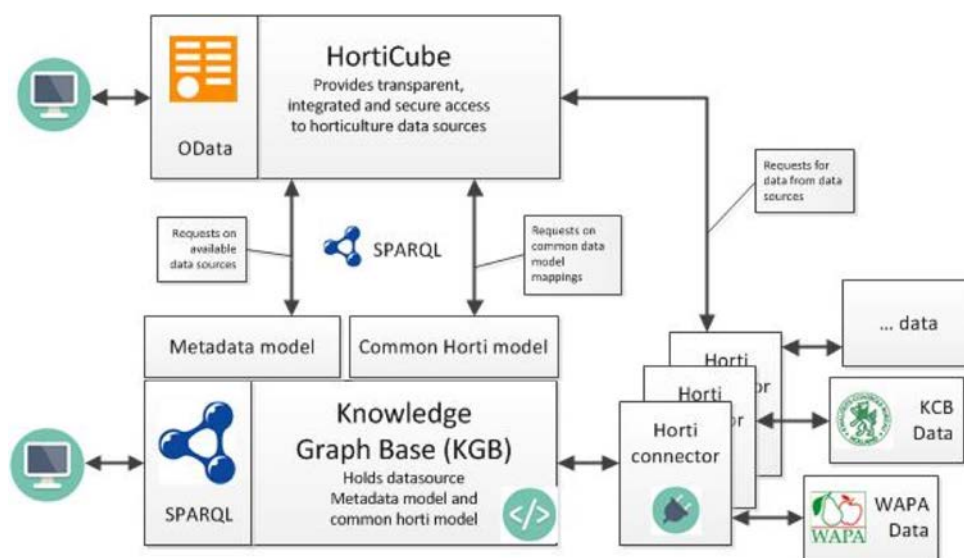 HortiCube
Provides transparent,
integrated and secure access
to horticulture data sources
OData
Requests for
data from data
sources
Requests on
available
data sources
SPARQL
Requests on
common data
model
mappings
Metadata model
Common Horti model
... data
Horti
or
Horti
or
Horti
connector
KCB
Data
Knowledge
Graph Base (KGB)
Holds datasource
Metadata model and
common horti model
SPARQL
</>
WAPA
WAPA
Data